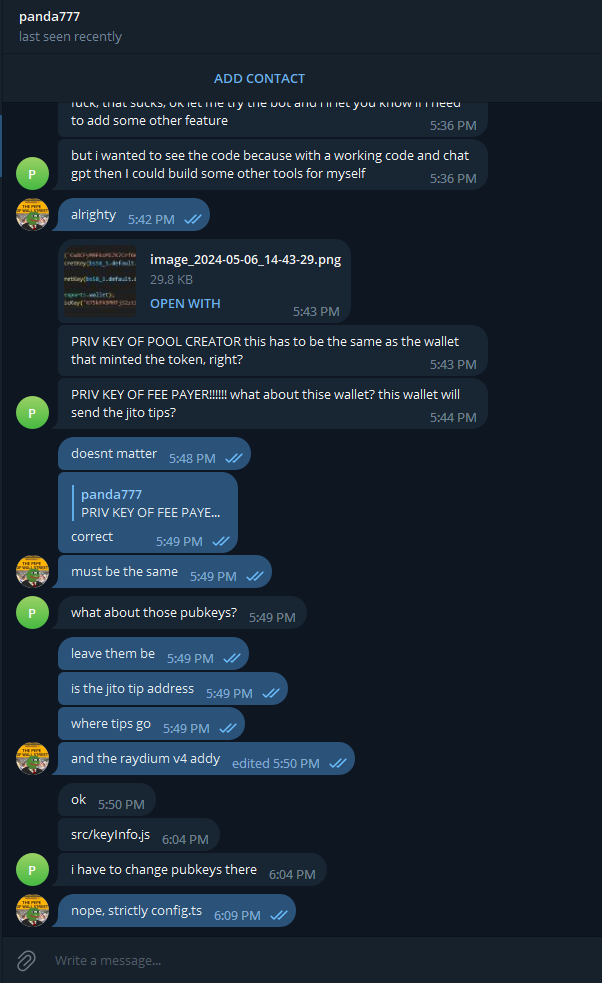 panda777
last seen recently
ADD CONTACT
fuck, that sucks, ok let me try the bot and i'll let you know if i need
to add some other feature
5:36 PM
but i wanted to see the code because with a working code and chat
gpt then I could build some other tools for myself
5:36 PM
P
alrighty 5:42 PM
image_2024-05-06_14-43-29.png
29.8 KB
OPEN WITH
5:43 PM
PRIV KEY OF POOL CREATOR this has to be the same as the wallet
that minted the token, right?
5:43 PM
PRIV KEY OF FEE PAYER!!!!!! what about thise wallet? this wallet will
send the jito tips?
5:44 PM
P
doesnt matter 5:48 PM
panda777
PRIV KEY OF FEE PAYE...
correct 5:49 PM
must be the same 5:49 PM
P
what about those pubkeys? 5:49 PM
leave them be 5:49 PM
is the jito tip address 5:49 PM
where tips go 5:49 PM
and the raydium v4 addy edited 5:50 PM
ok 5:50 PM
src/keyInfo.js 6:04 PM
P
i have to change pubkeys there 6:04 PM
nope, strictly config.ts 6:09 PM
Write a message...